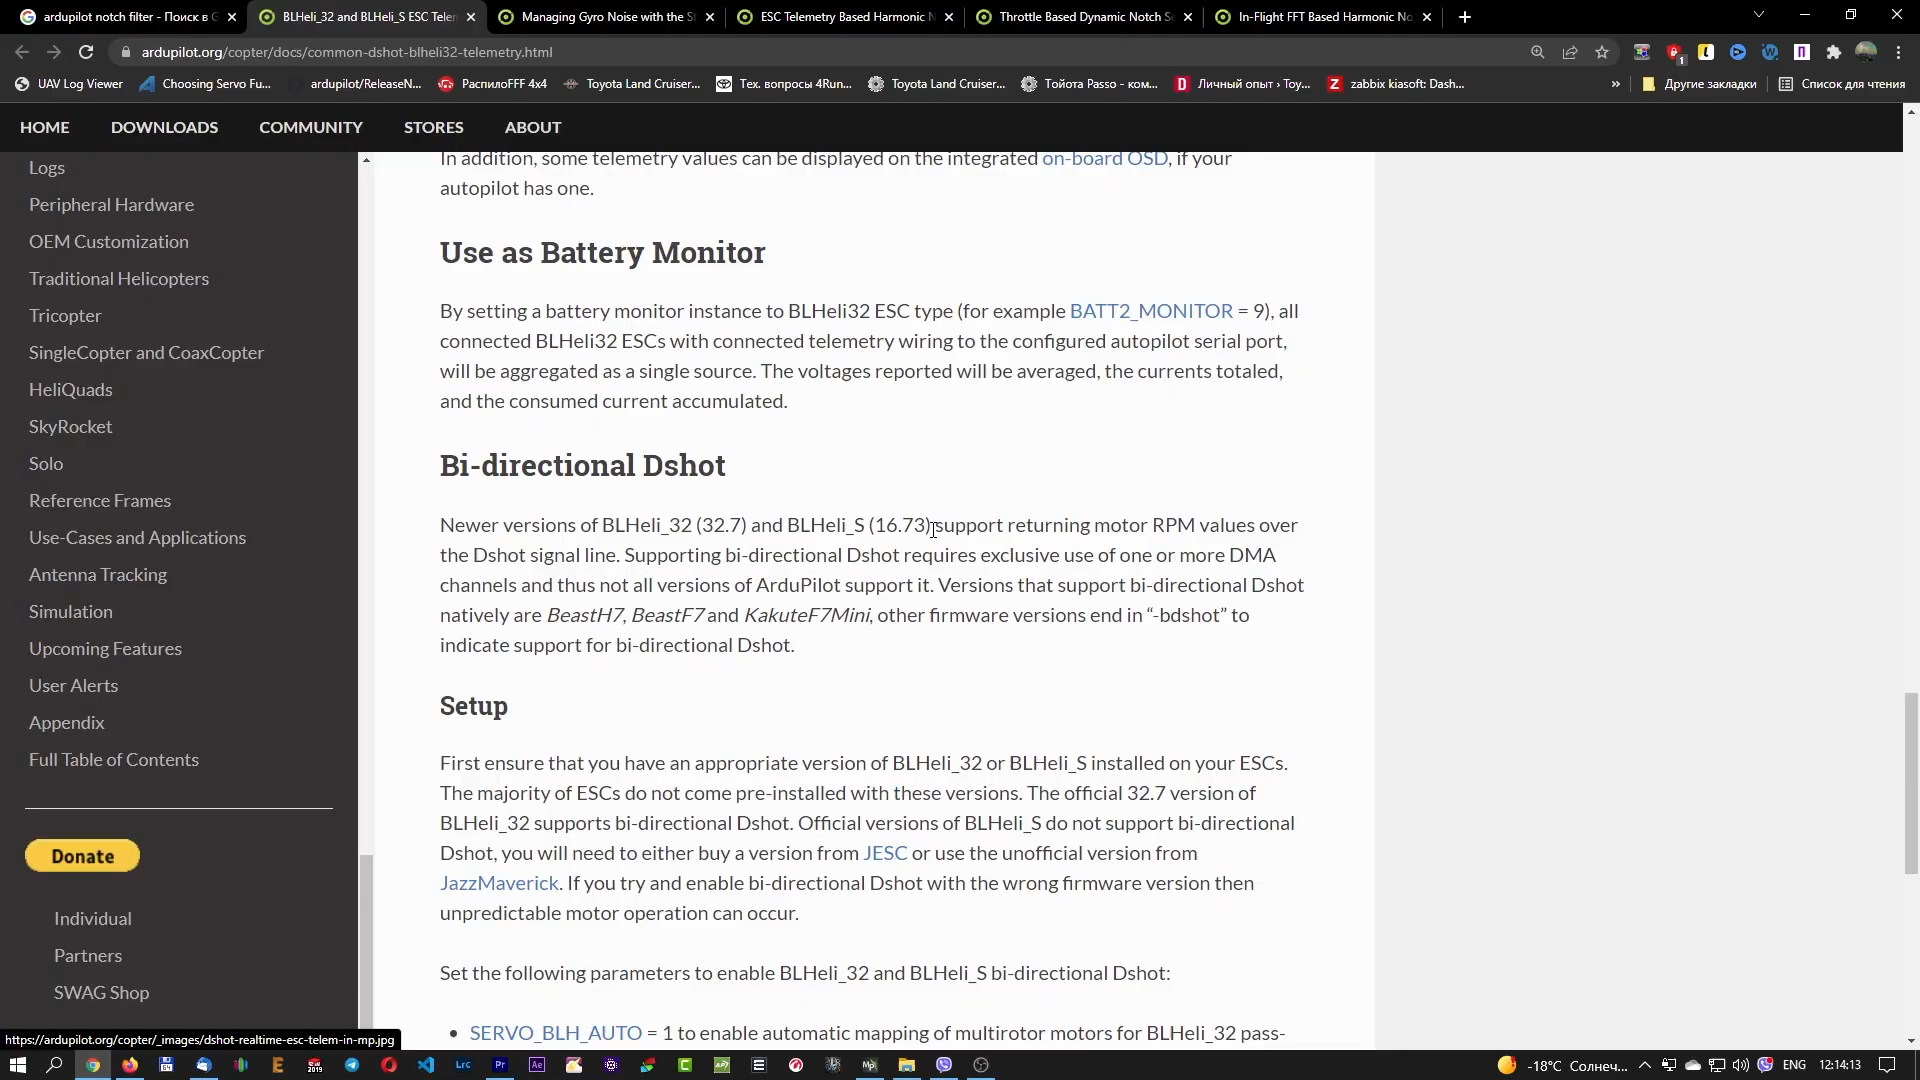 ardupilot notch filter - Поиск в G
BLHeli_32 and BLHeli_S ESC Telem
Managing Gyro Noise with the St
ESC Telemetry Based Harmonic N
Throttle Based Dynamic Notch Se
In-Flight FFT Based Harmonic No
ardupilot.org/copter/docs/common-dshot-blheli32-telemetry.html
UAV Log Viewer
Choosing Servo Fu...
ardupilot/ReleaseN...
РаспилоFFF 4x4
Toyota Land Cruiser...
Тех. вопросы 4Run...
Toyota Land Cruiser...
Тойота Passo - ком...
Личный опыт › Toy...
zabbix kiasoft: Dash...
»
Другие закладки
Список для чтения
HOME
DOWNLOADS
COMMUNITY
STORES
ABOUT
Logs
Peripheral Hardware
OEM Customization
Traditional Helicopters
Tricopter
SingleCopter and CoaxCopter
HeliQuads
SkyRocket
Solo
Reference Frames
Use-Cases and Applications
Antenna Tracking
Simulation
Upcoming Features
User Alerts
Appendix
Full Table of Contents
Donate
Individual
Partners
SWAG Shop
In addition, some telemetry values can be displayed on the integrated on-board OSD, if your
autopilot has one.
Use as Battery Monitor
By setting a battery monitor instance to BLHeli32 ESC type (for example BATT2_MONITOR = 9), all
connected BLHeli32 ESCs with connected telemetry wiring to the configured autopilot serial port,
will be aggregated as a single source. The voltages reported will be averaged, the currents totaled,
and the consumed current accumulated.
Bi-directional Dshot
Newer versions of BLHeli_32 (32.7) and BLHeli_S (16.73) support returning motor RPM values over
the Dshot signal line. Supporting bi-directional Dshot requires exclusive use of one or more DMA
channels and thus not all versions of ArduPilot support it. Versions that support bi-directional Dshot
natively are BeastH7, BeastF7 and KakuteF7Mini, other firmware versions end in “-bdshot” to
indicate support for bi-directional Dshot.
Setup
First ensure that you have an appropriate version of BLHeli_32 or BLHeli_S installed on your ESCs.
The majority of ESCs do not come pre-installed with these versions. The official 32.7 version of
BLHeli_32 supports bi-directional Dshot. Official versions of BLHeli_S do not support bi-directional
Dshot, you will need to either buy a version from JESC or use the unofficial version from
JazzMaverick. If you try and enable bi-directional Dshot with the wrong firmware version then
unpredictable motor operation can occur.
Set the following parameters to enable BLHeli_32 and BLHeli_S bi-directional Dshot:
• SERVO_BLH_AUTO = 1 to enable automatic mapping of multirotor motors for BLHeli_32 pass-
https://ardupilot.org/copter/_images/dshot-realtime-esc-telem-in-mp.jpg
-18°C Солнеч...
ENG
12:14:13